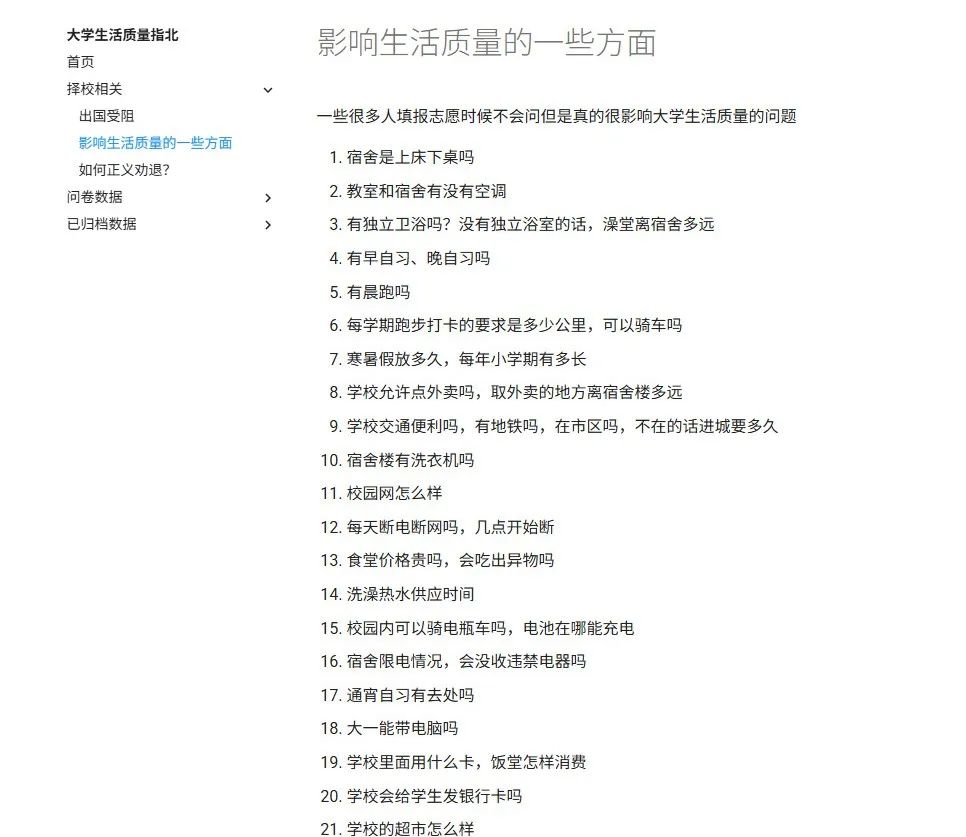 大学生活质量指北
首页
择校相关
出国受阻
影响生活质量的一些方面
如何正义劝退？
问卷数据
已归档数据
影响生活质量的一些方面
一些很多人填报志愿时候不会问但是真的很影响大学生活质量的问题
1. 宿舍是上床下桌吗
2. 教室和宿舍有没有空调
3. 有独立卫浴吗？没有独立浴室的话，澡堂离宿舍多远
4. 有早自习、晚自习吗
5. 有晨跑吗
6. 每学期跑步打卡的要求是多少公里，可以骑车吗
7. 寒暑假放多久，每年小学期有多长
8. 学校允许点外卖吗，取外卖的地方离宿舍楼多远
9. 学校交通便利吗，有地铁吗，在市区吗，不在的话进城要多久
10. 宿舍楼有洗衣机吗
11. 校园网怎么样
12. 每天断电断网吗，几点开始断
13. 食堂价格贵吗，会吃出异物吗
14. 洗澡热水供应时间
15. 校园内可以骑电瓶车吗，电池在哪能充电
16. 宿舍限电情况，会没收违禁电器吗
17. 通宵自习有去处吗
18. 大一能带电脑吗
19. 学校里面用什么卡，饭堂怎样消费
20. 学校会给学生发银行卡吗
21. 学校的超市怎么样